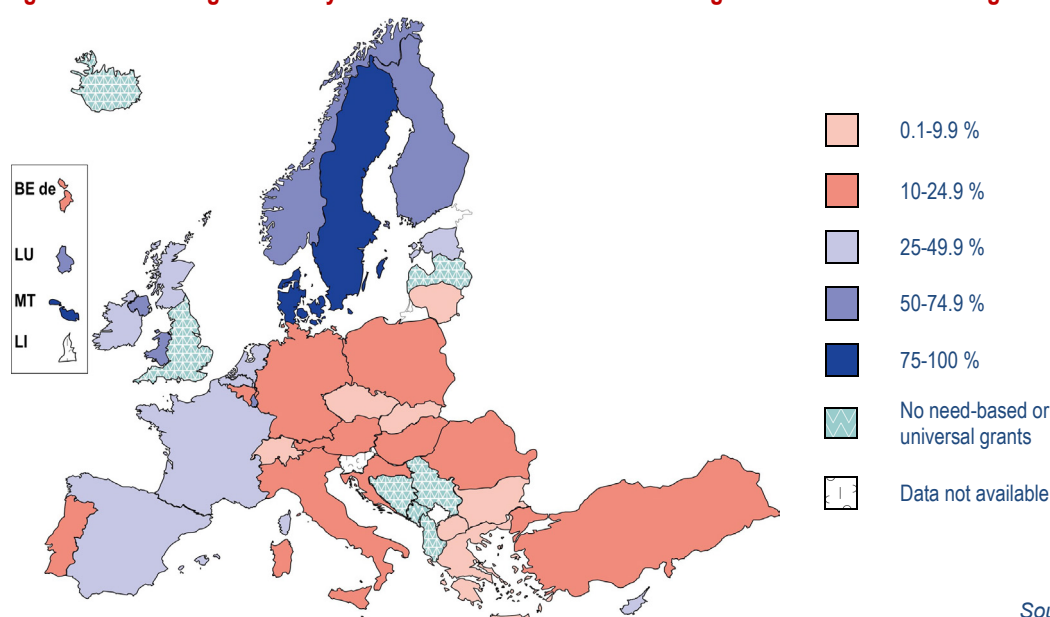 BE de
LU
MT
LI
0.1-9.9 %
10-24.9 %
25-49.9 %
50-74.9 %
75-100 %
No need-based or
universal grants
Data not available